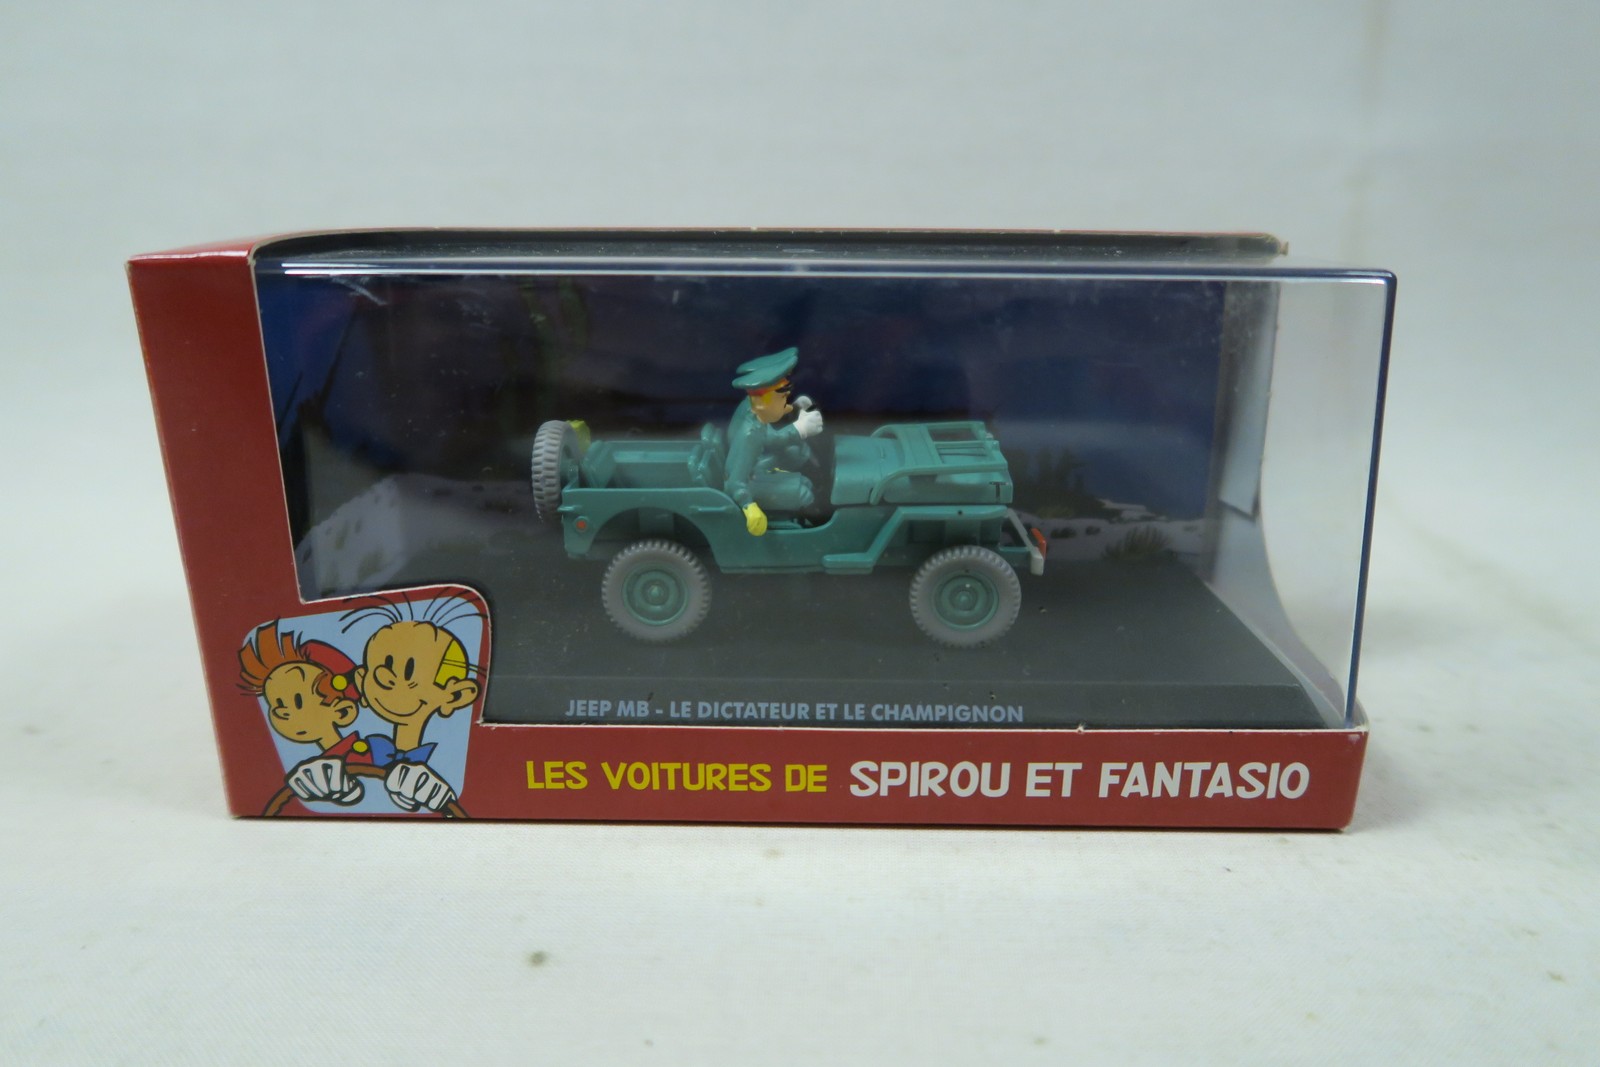 JEEP MB - LE DICTATEUR ET LE CHAMPIGNON
LES VOITURES DE SPIROU ET FANTASIO